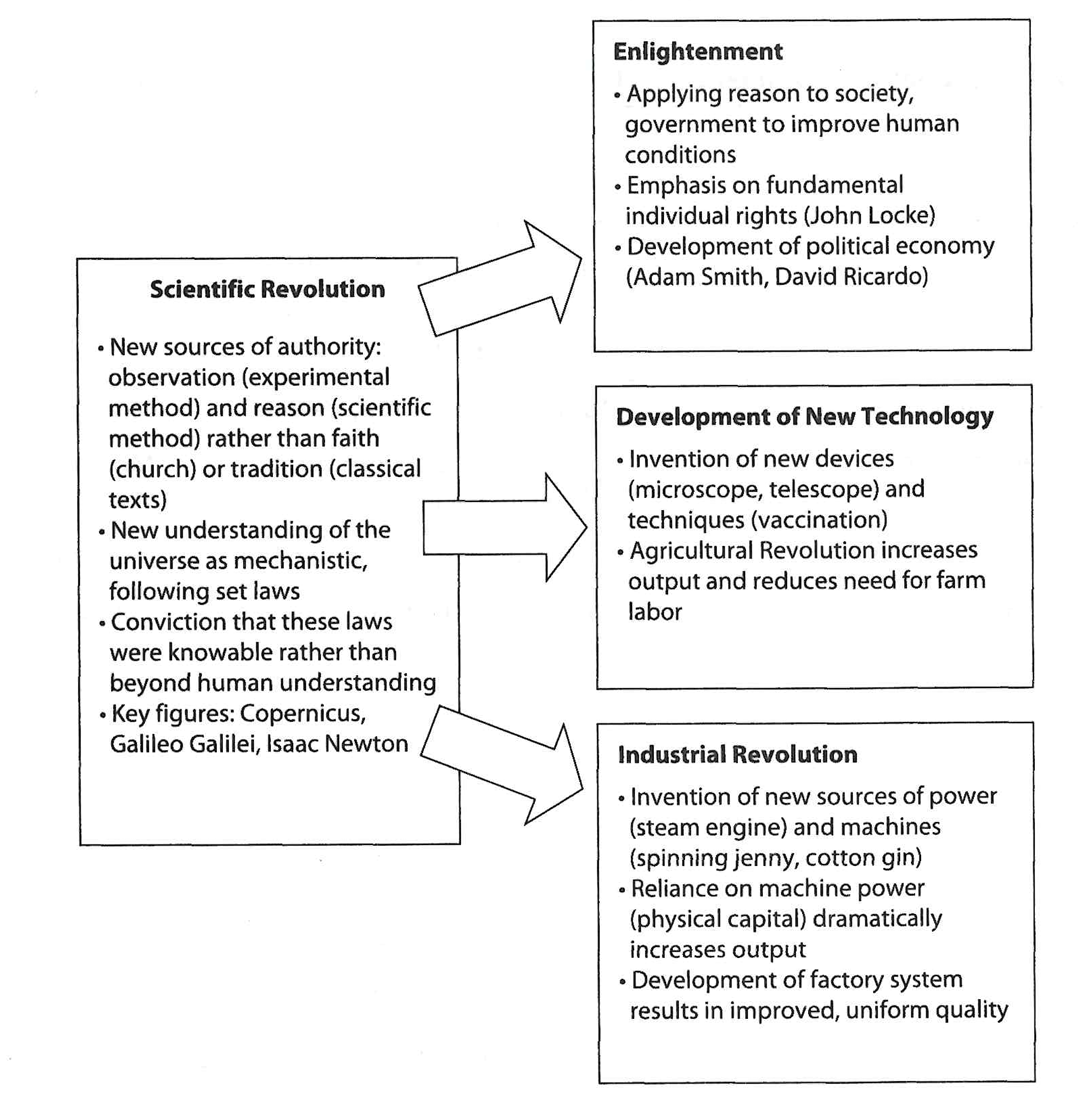 Scientific Revolution
• New sources of authority:
observation (experimental
method) and reason (scientific
method) rather than faith
(church) or tradition (classical
texts)
• New understanding of the
universe as mechanistic,
following set laws
• Conviction that these laws
were knowable rather than
beyond human understanding
• Key figures: Copernicus,
Galileo Galilei, Isaac Newton
Enlightenment
• Applying reason to society,
government to improve human
conditions
• Emphasis on fundamental
individual rights (John Locke)
• Development of political economy
(Adam Smith, David Ricardo)
Development of New Technology
• Invention of new devices
(microscope, telescope) and
techniques (vaccination)
• Agricultural Revolution increases
output and reduces need for farm
labor
Industrial Revolution
• Invention of new sources of power
(steam engine) and machines
(spinning jenny, cotton gin)
• Reliance on machine power
(physical capital) dramatically
increases output
• Development of factory system
results in improved, uniform quality